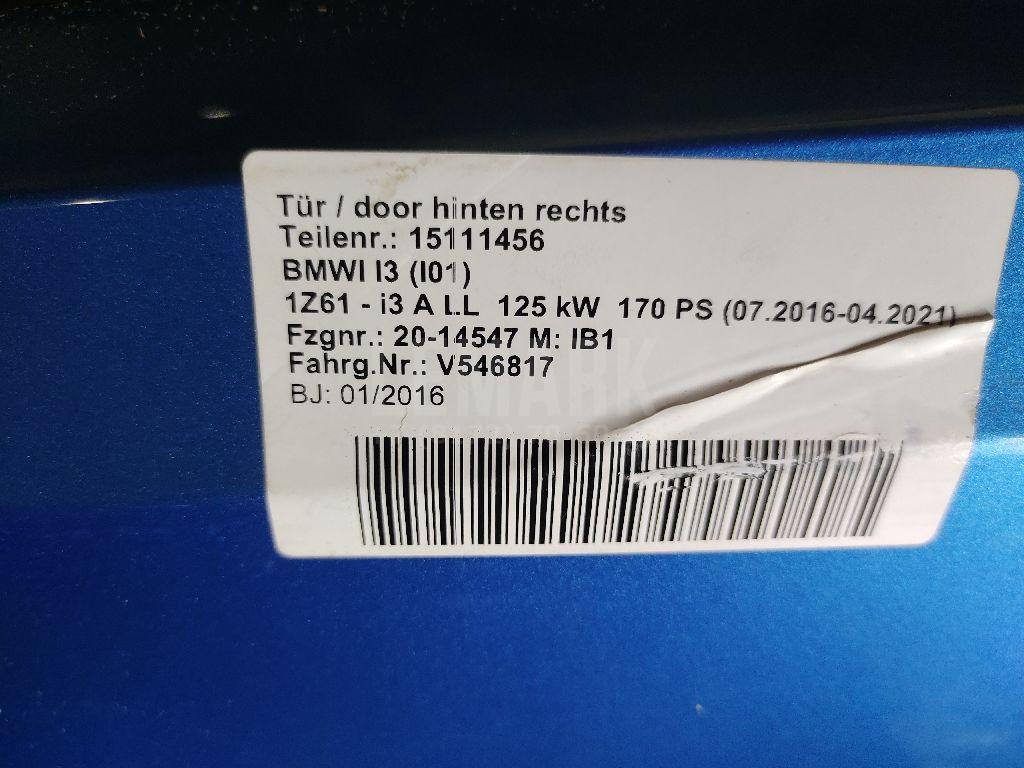 Tür / door hinten rechts
Teilenr.: 15111456
BMWI I3 (I01)
1Z61 - i3 A LL 125 kW 170 PS (07.2016-04.2021)
Fzgnr.: 20-14547 M: IB1
Fahrg.Nr.: V546817
BJ: 01/2016